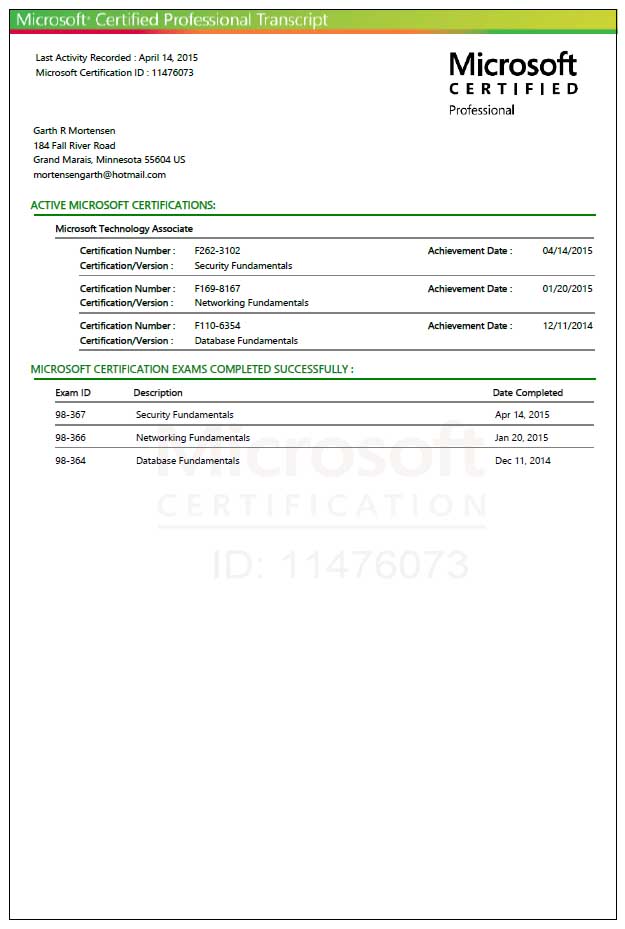 Microsoft® Certified Professional Transcript
Last Activity Recorded : April 14, 2015
Microsoft Certification ID : 11476073
Microsoft
CERTIFIED
Professional
Garth R Mortensen
184 Fall River Road
Grand Marais, Minnesota 55604 US
mortensengarth@hotmail.com
ACTIVE MICROSOFT CERTIFICATIONS:
Microsoft Technology Associate
Certification Number : F262-3102 Achievement Date : 04/14/2015
Certification/Version : Security Fundamentals
Certification Number : F169-8167 Achievement Date : 01/20/2015
Certification/Version : Networking Fundamentals
Certification Number : F110-6354 Achievement Date : 12/11/2014
Certification/Version : Database Fundamentals
MICROSOFT CERTIFICATION EXAMS COMPLETED SUCCESSFULLY :
Exam ID Description Date Completed
98-367 Security Fundamentals Apr 14, 2015
98-366 Networking Fundamentals Jan 20, 2015
98-364 Database Fundamentals Dec 11, 2014
Microsoft
CERTIFICATION
ID: 11476073